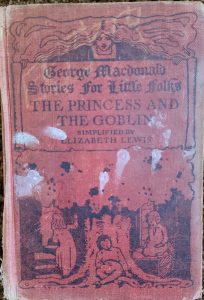 George Macdonald
Stories For Little Folks
THE PRINCESS AND
THE GOBLIN
SIMPLIFIED BY
ELIZABETH LEWIS